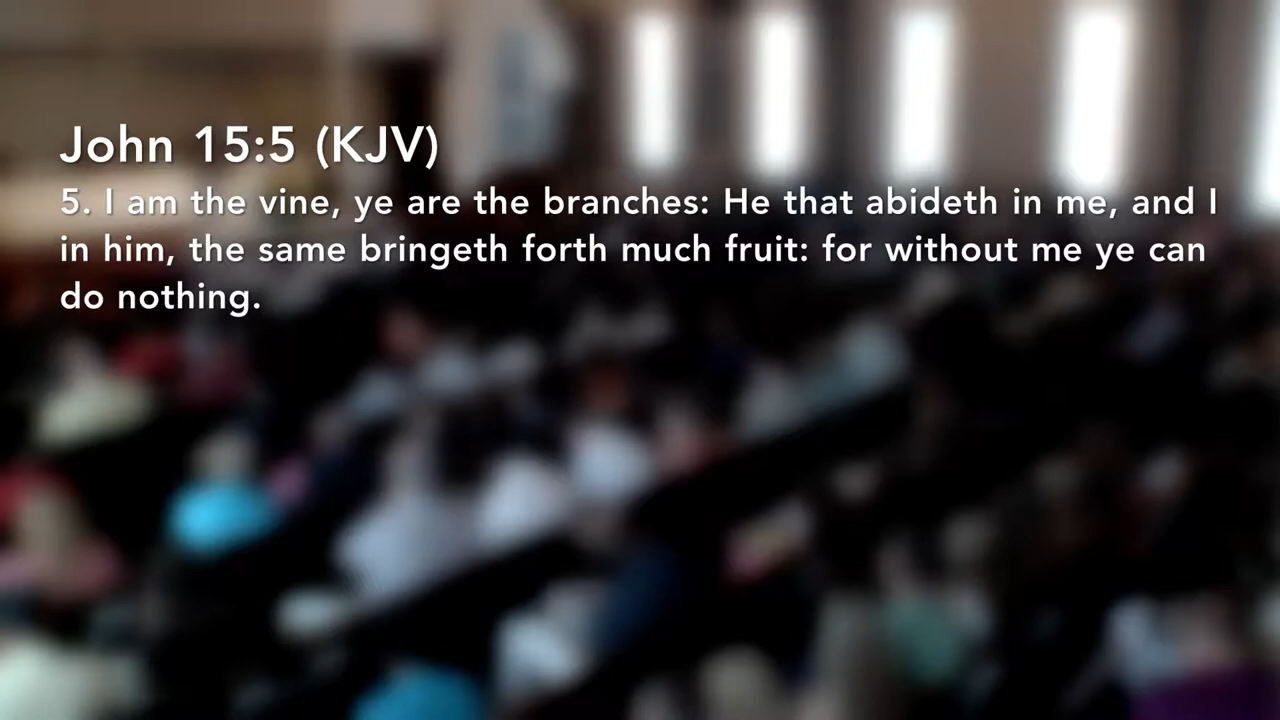 John 15:5 (KJV)
5. I am the vine, ye are the branches: He that abideth in me, and I
in him, the same bringeth forth much fruit: for without me ye can
do nothing.